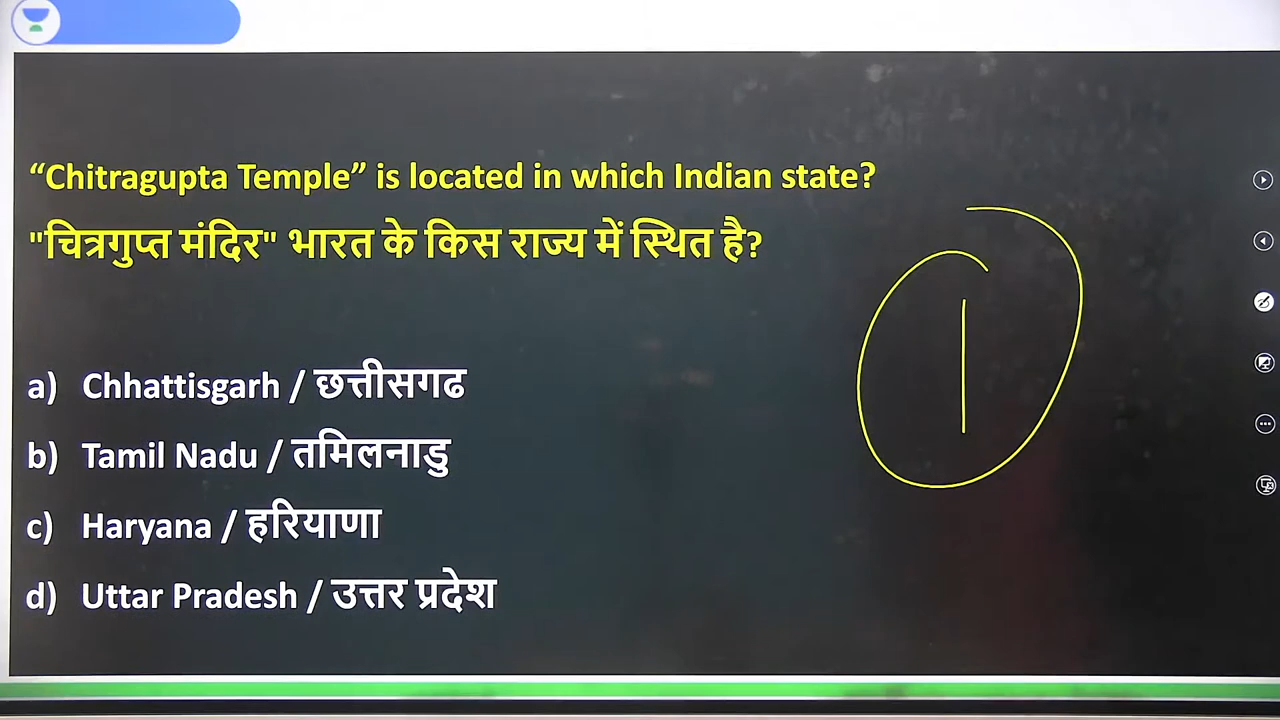 “Chitragupta Temple” is located in which Indian state?
"चित्रगुप्त मंदिर" भारत के किस राज्य में स्थित है?
1
a) Chhattisgarh / छत्तीसगढ
b) Tamil Nadu / तमिलनाडु
c) Haryana / हरियाणा
d) Uttar Pradesh / उत्तर प्रदेश